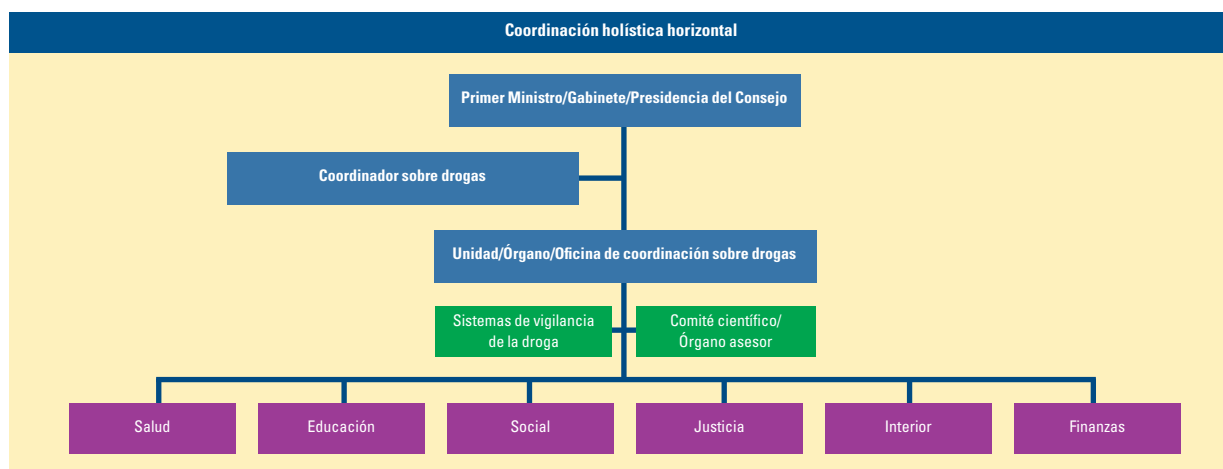 Coordinación holística horizontal
Primer Ministro/Gabinete/Presidencia del Consejo
Coordinador sobre drogas
Unidad/Órgano/Oficina de coordinación sobre drogas
Sistemas de vigilancia
de la droga
Comité científico/
Órgano asesor
Salud
Educación
Social
Justicia
Interior
Finanzas